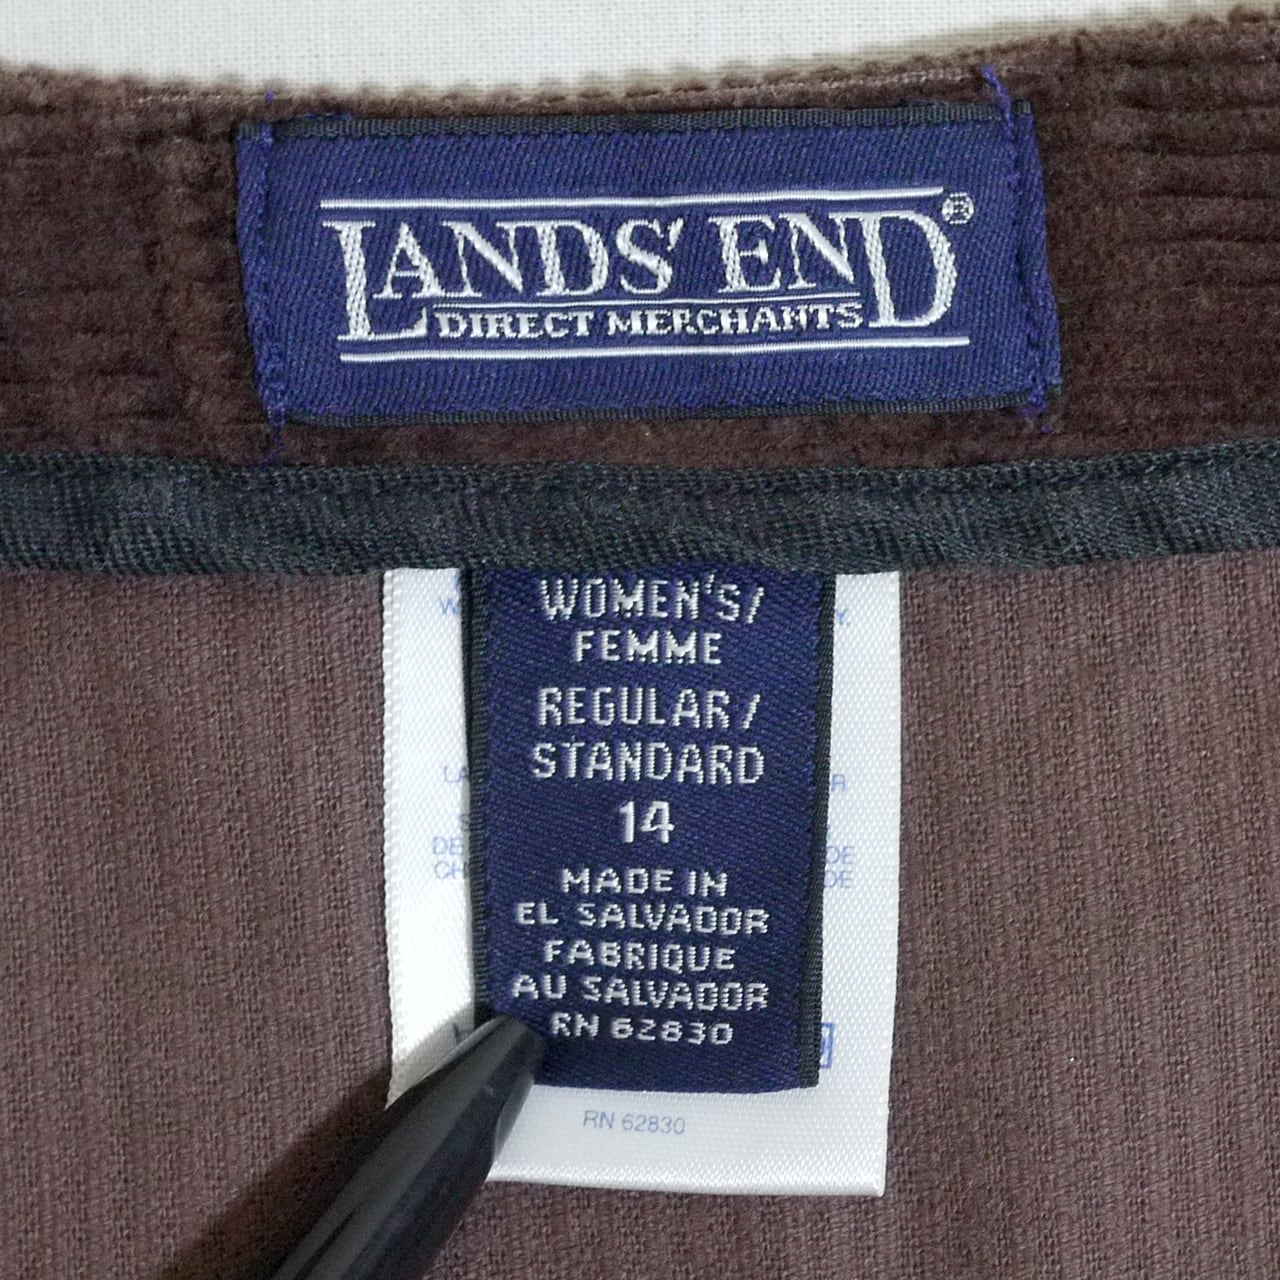 LANDS' END®
DIRECT MERCHANTS
WOMEN'S/
FEMME
REGULAR/
STANDARD
14
MADE IN
EL SALVADOR
FABRIQUE
AU SALVADOR
RN 62830
RN 62830